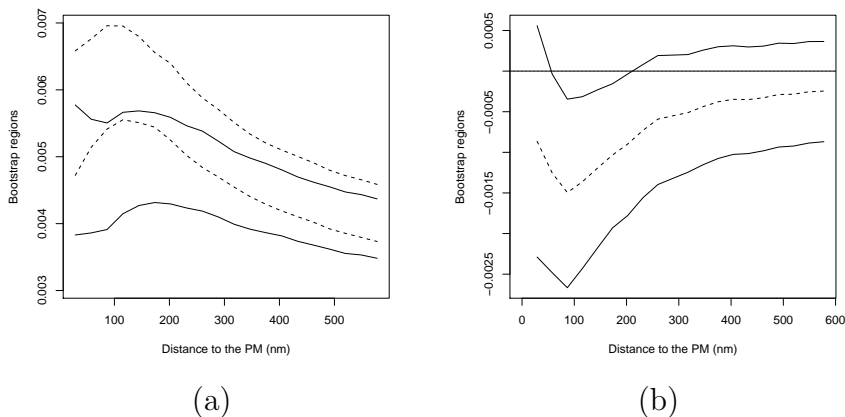 0.007
0.006
0.005
0.004
0.003
Bootstrap regions
100 200 300 400 500
Distance to the PM (nm)
(a)
0.0005
−0.0005
−0.0015
−0.0025
Bootstrap regions
0 100 200 300 400 500 600
Distance to the PM (nm)
(b)